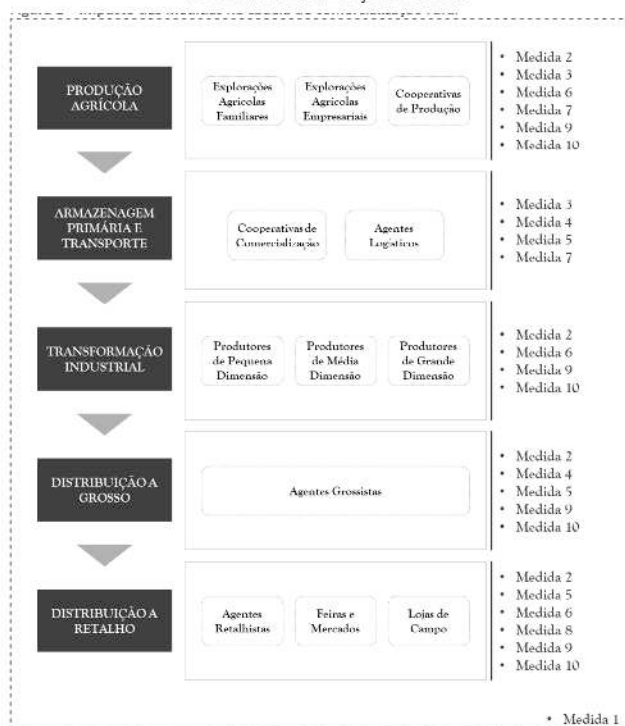 PRODUÇÃO
AGRÍCOLA
Explorações
Agrícolas
Familiares
Explorações
Agrícolas
Empresariais
Cooperativas
de Produção
• Medida 2
• Medida 3
• Medida 6
• Medida 7
• Medida 9
• Medida 10
ARMAZENAGEM
PRIMÁRIA E
TRANSPORTE
Cooperativas de
Comercialização
Agentes
Logísticos
• Medida 3
• Medida 4
• Medida 5
• Medida 7
TRANSFORMAÇÃO
INDUSTRIAL
Produtores
de Pequena
Dimensão
Produtores
de Média
Dimensão
Produtores
de Grande
Dimensão
• Medida 2
• Medida 6
• Medida 9
• Medida 10
DISTRIBUIÇÃO A
GROSSO
Agentes Grossistas
• Medida 2
• Medida 4
• Medida 5
• Medida 9
• Medida 10
DISTRIBUIÇÃO A
RETALHO
Agentes
Retalhistas
Feiras e
Mercados
Lojas de
Campo
• Medida 2
• Medida 5
• Medida 6
• Medida 8
• Medida 9
• Medida 10
• Medida 1